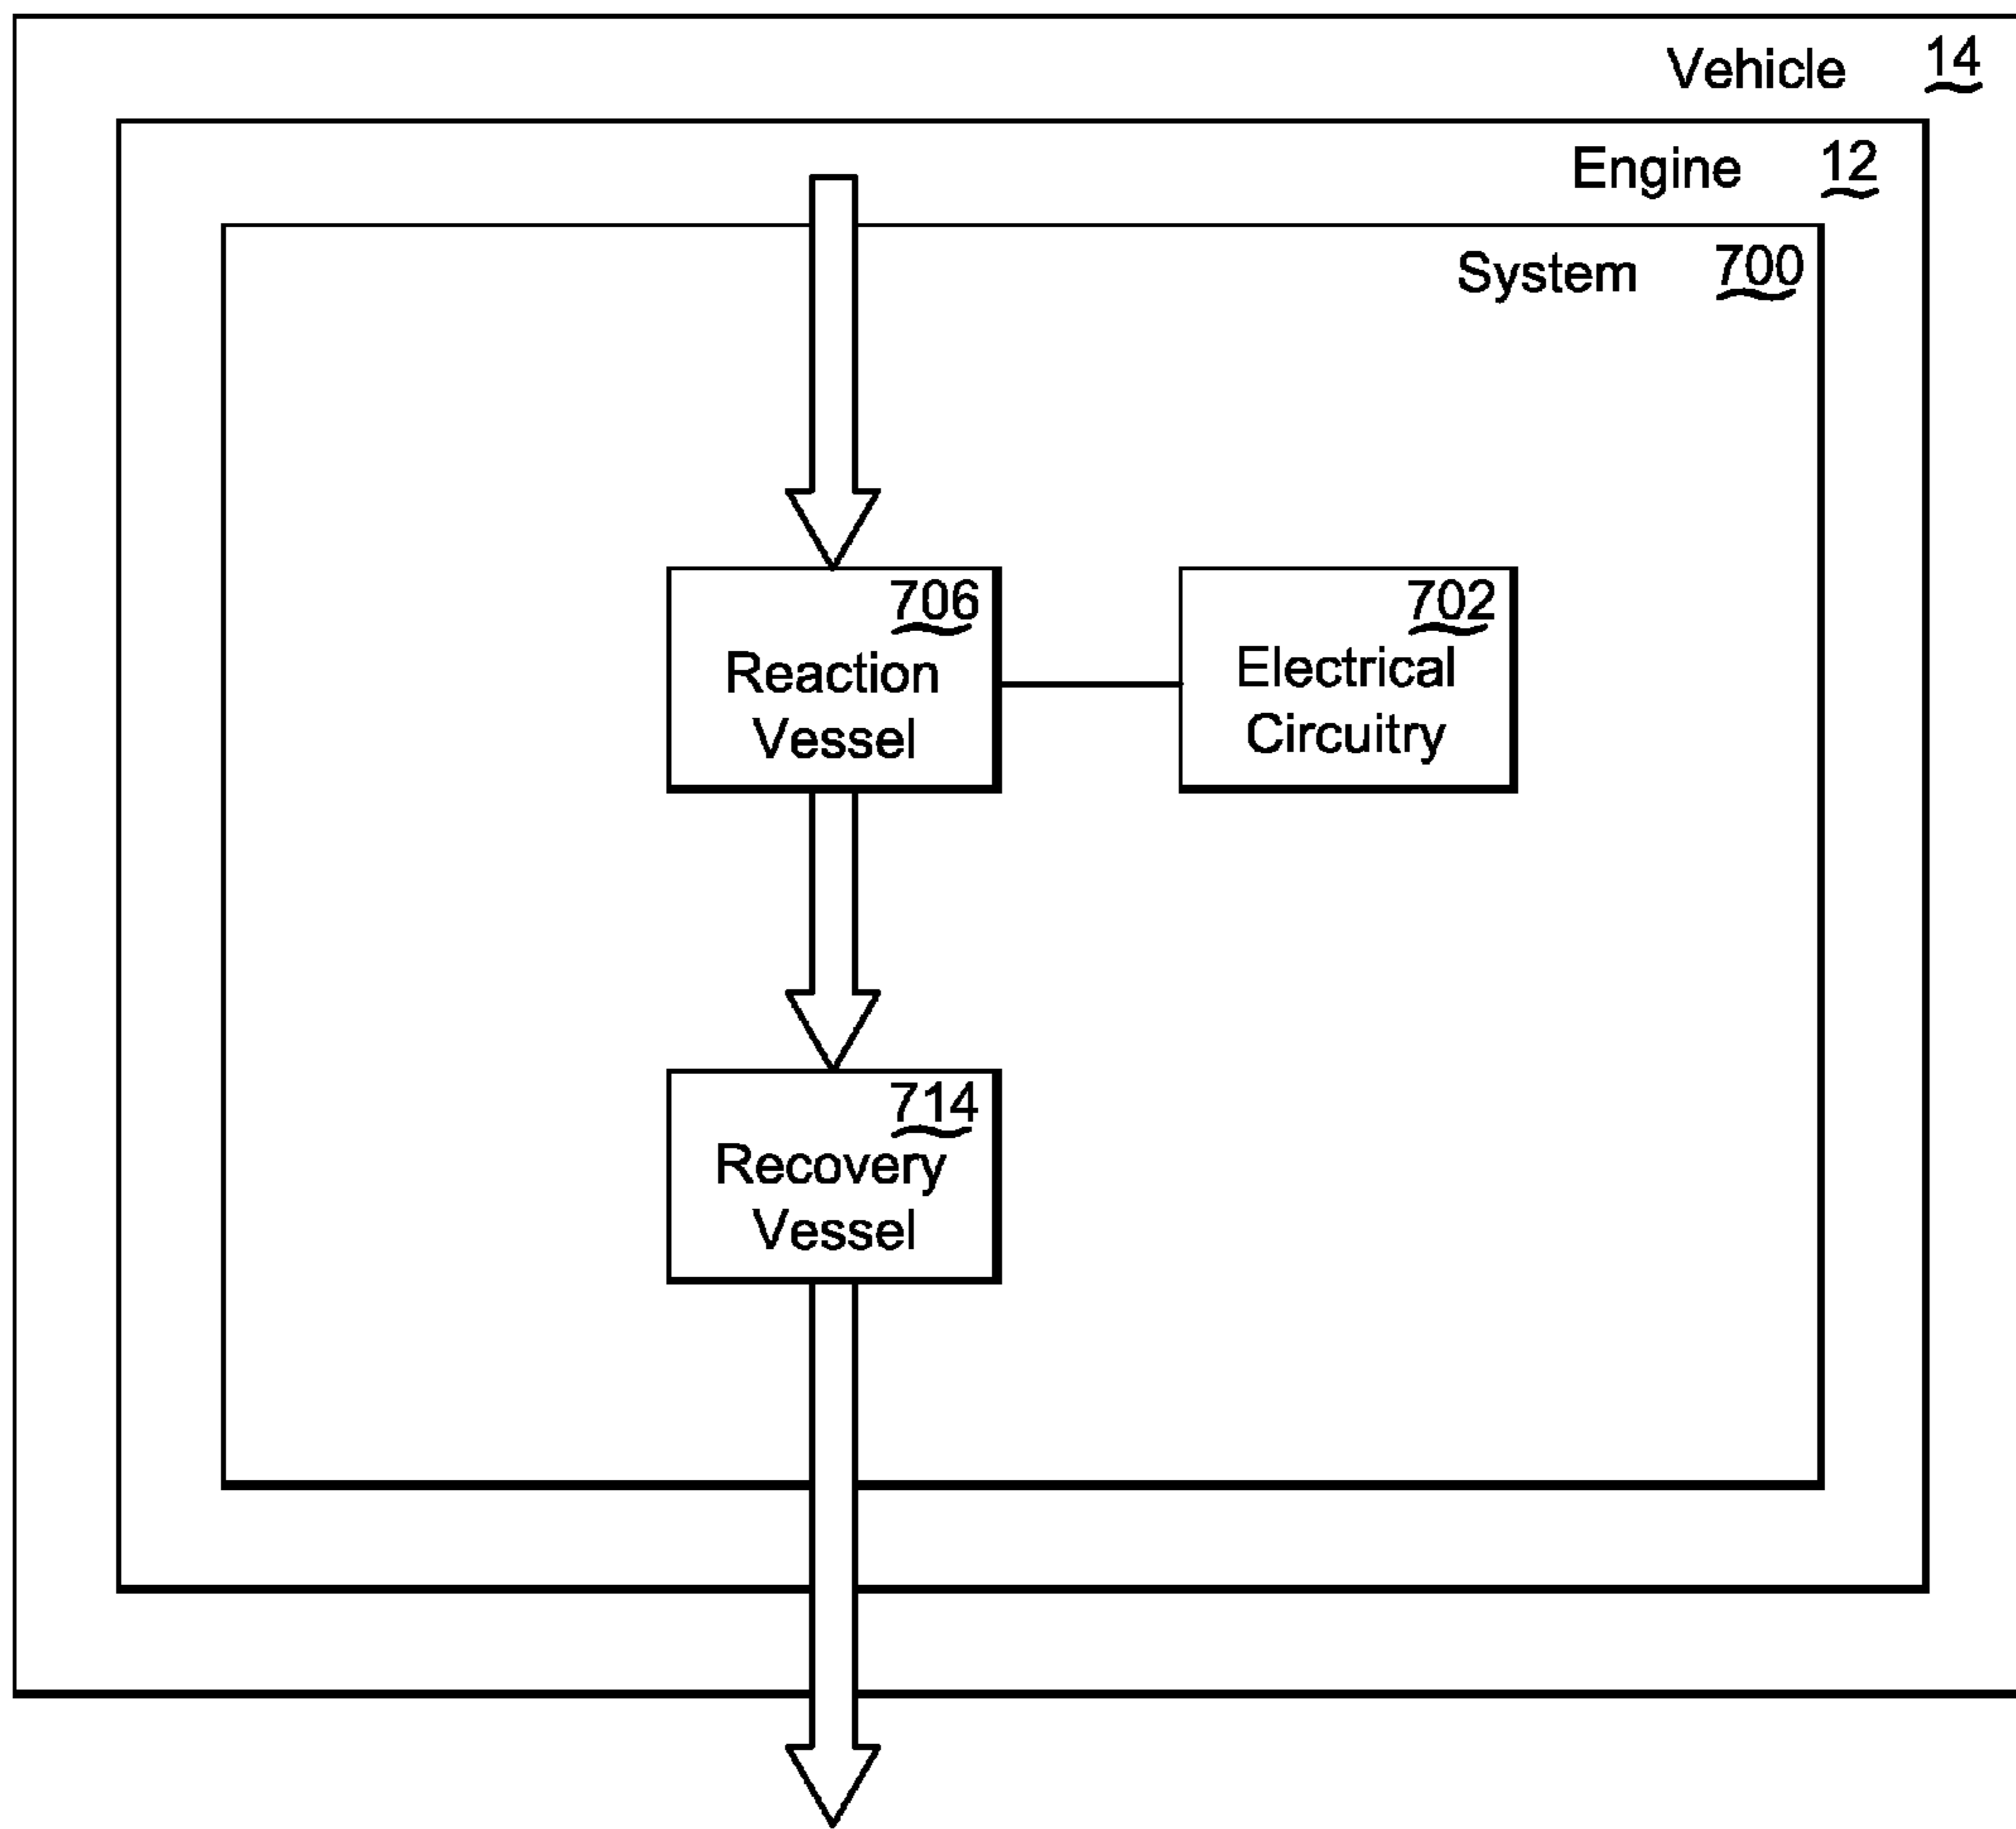 Vehicle 14
Engine 12
System 700
706
Reaction
Vessel
702
Electrical
Circuitry
714
Recovery
Vessel